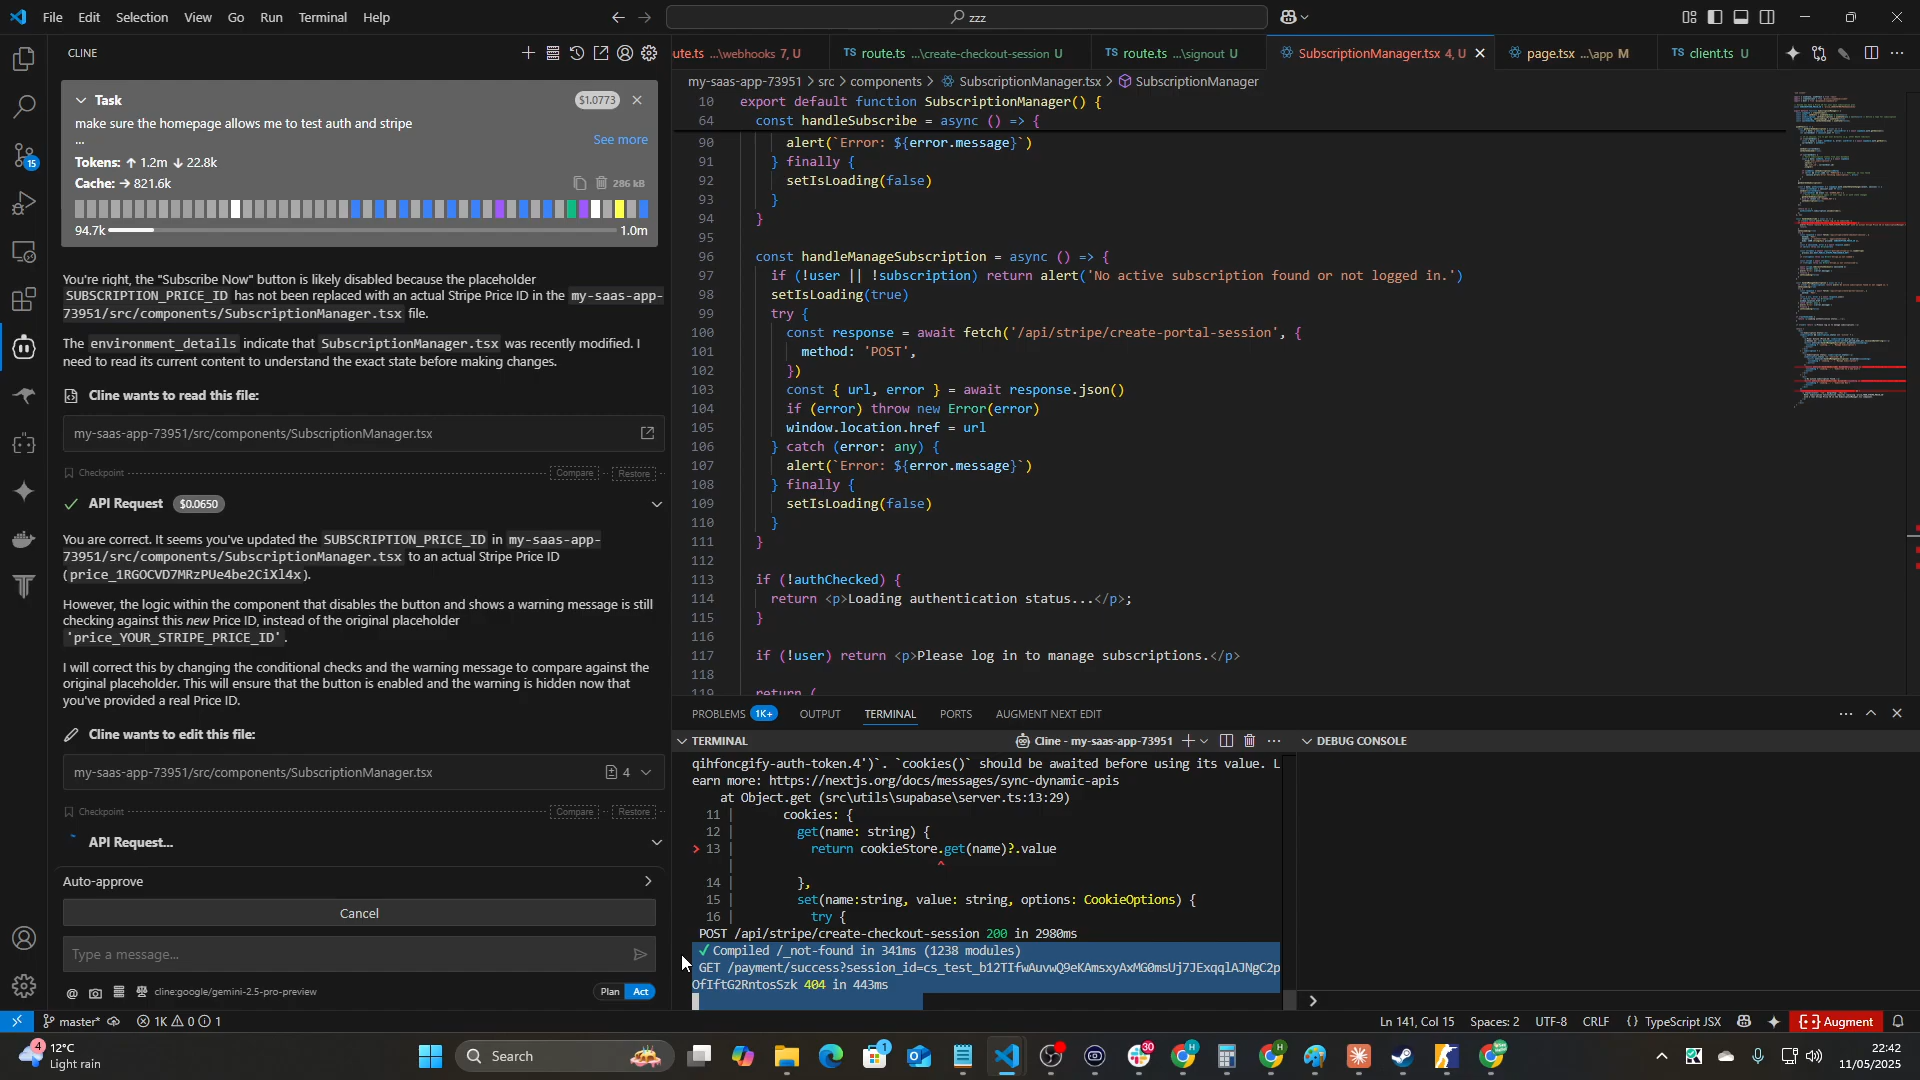 File Edit Selection View Go Run Terminal Help
zzz
CLINE
Task
$1.0773
make sure the homepage allows me to test auth and stripe
...
See more
Tokens: ↑ 1.2m ↓ 22.8k
Cache: → 821.6k
286 kB
94.7k 1.0m
You're right, the "Subscribe Now" button is likely disabled because the placeholder
SUBSCRIPTION_PRICE_ID has not been replaced with an actual Stripe Price ID in the my-saas-app-
73951/src/components/SubscriptionManager.tsx file.
The environment_details indicate that SubscriptionManager.tsx was recently modified. I
need to read its current content to understand the exact state before making changes.
Cline wants to read this file:
my-saas-app-73951/src/components/SubscriptionManager.tsx
Checkpoint Compare Restore
API Request $0.0650
You are correct. It seems you've updated the SUBSCRIPTION_PRICE_ID in my-saas-app-
73951/src/components/SubscriptionManager.tsx to an actual Stripe Price ID
(price_1RGOCVD7MRzPUe4be2CiXl4x).
However, the logic within the component that disables the button and shows a warning message is still
checking against this new Price ID, instead of the original placeholder
'price_YOUR_STRIPE_PRICE_ID'.
I will correct this by changing the conditional checks and the warning message to compare against the
original placeholder. This will ensure that the button is enabled and the warning is hidden now that
you've provided a real Price ID.
Cline wants to edit this file:
my-saas-app-73951/src/components/SubscriptionManager.tsx 4
Checkpoint Compare Restore
API Request...
Auto-approve
Cancel
Type a message...
cline:google/gemini-2.5-pro-preview
Plan Act
ute.ts ...\webhooks 7, U
TS route.ts ...\create-checkout-session U
TS route.ts ...\signout U
SubscriptionManager.tsx 4, U
page.tsx ...\app M
TS client.ts U
my-saas-app-73951 > src > components > SubscriptionManager.tsx > SubscriptionManager
10 export default function SubscriptionManager() {
64 const handleSubscribe = async () => {
90 alert(`Error: ${error.message}`)
91 } finally {
92 setIsLoading(false)
93 }
94 }
95
96 const handleManageSubscription = async () => {
97 if (!user || !subscription) return alert('No active subscription found or not logged in.')
98 setIsLoading(true)
99 try {
100 const response = await fetch('/api/stripe/create-portal-session', {
101 method: 'POST',
102 })
103 const { url, error } = await response.json()
104 if (error) throw new Error(error)
105 window.location.href = url
106 } catch (error: any) {
107 alert(`Error: ${error.message}`)
108 } finally {
109 setIsLoading(false)
110 }
111 }
112
113 if (!authChecked) {
114 return <p>Loading authentication status...</p>;
115 }
116
117 if (!user) return <p>Please log in to manage subscriptions.</p>
118
119 return (
PROBLEMS 1K+ OUTPUT TERMINAL PORTS AUGMENT NEXT EDIT
TERMINAL
Cline - my-saas-app-73951
DEBUG CONSOLE
qihfoncgify-auth-token.4')`. `cookies()` should be awaited before using its value. L
earn more: https://nextjs.org/docs/messages/sync-dynamic-apis
at Object.get (src\utils\supabase\server.ts:13:29)
11 | cookies: {
12 | get(name: string) {
> 13 | return cookieStore.get(name)?.value
| ^
14 | },
15 | set(name:string, value: string, options: CookieOptions) {
16 | try {
POST /api/stripe/create-checkout-session 200 in 2980ms
✓ Compiled /_not-found in 341ms (1238 modules)
GET /payment/success?session_id=cs_test_b12TIfwAuvwQ9eKAmsxyAxMG0msUj7JExqqlAJNgC2p
OfIftG2RntosSzk 404 in 443ms
15
master* 1K 0 1
Ln 141, Col 15 Spaces: 2 UTF-8 CRLF {} TypeScript JSX Augment
4
12°C
Light rain
Search
1
30
22:42
11/05/2025